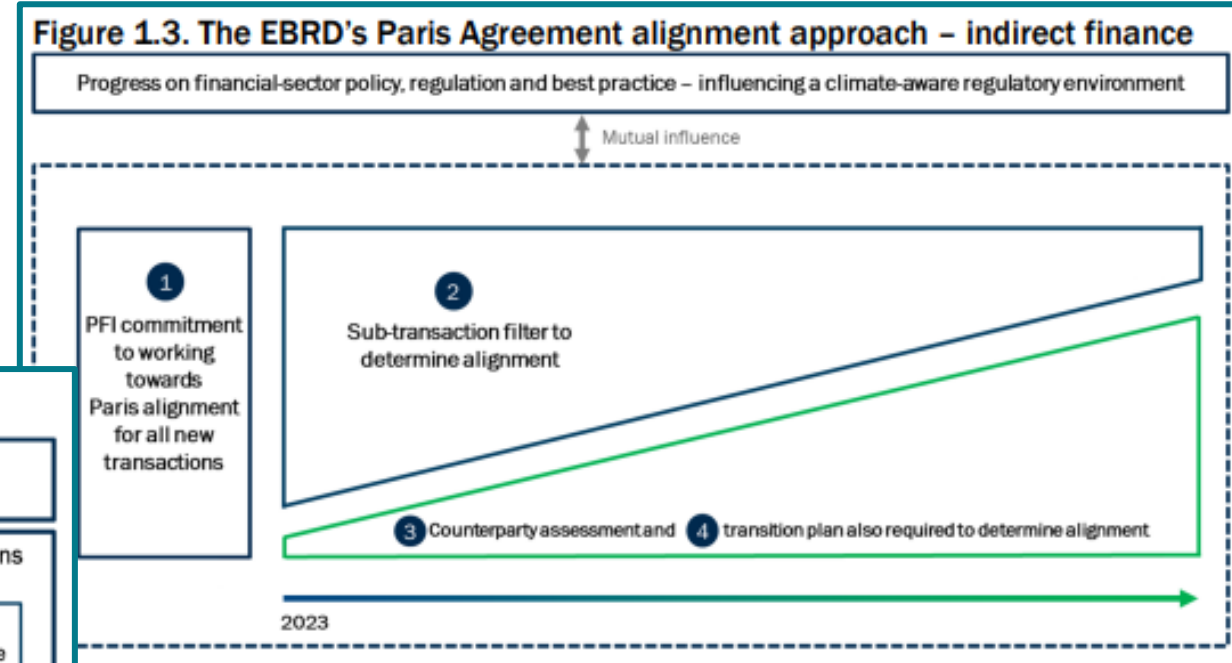 Figure 1.3. The EBRD's Paris Agreement alignment approach – indirect finance
Progress on financial-sector policy, regulation and best practice – influencing a climate-aware regulatory environment
Mutual influence
1
PFI commitment
to working
towards
Paris alignment
for all new
transactions
2
Sub-transaction filter to
determine alignment
3 Counterparty assessment and 4 transition plan also required to determine alignment
2023